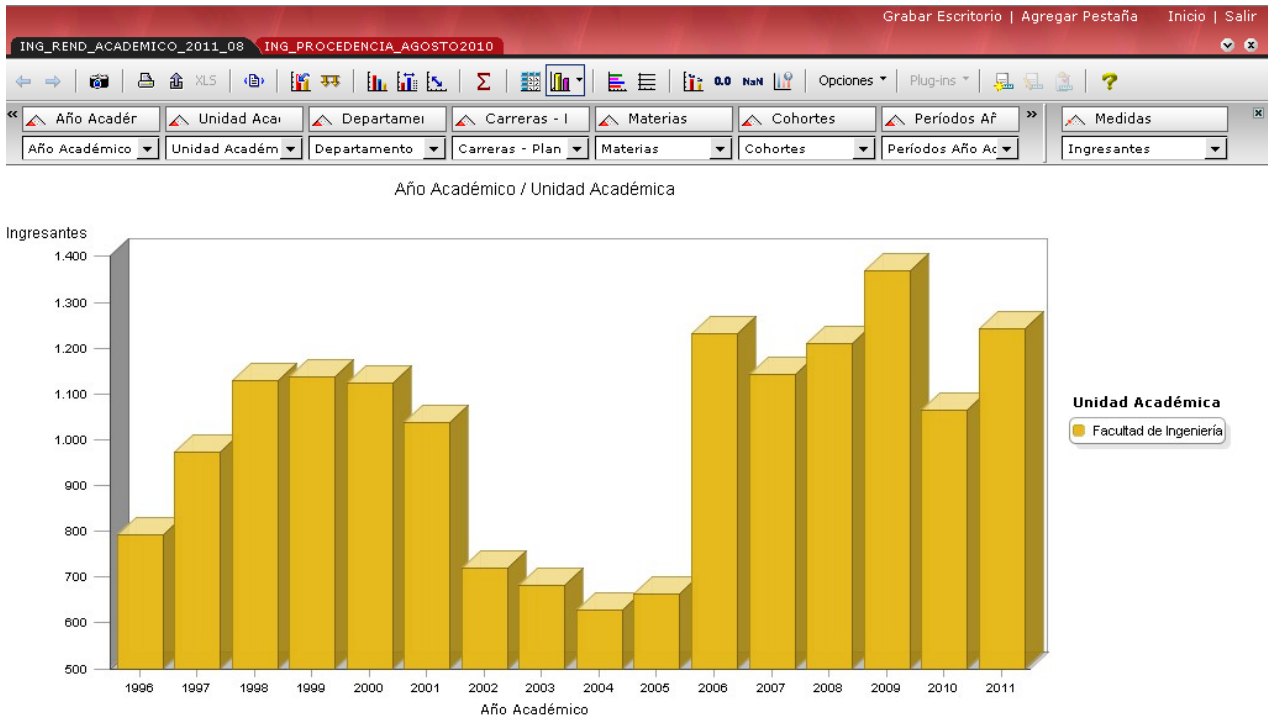 Grabar Escritorio | Agregar Pestaña Inicio | Salir
ING_REND_ACADEMICO_2011_08 ING_PROCEDENCIA_AGOSTO2010
XLS Σ 0.0 NaN Opciones Plug-ins ?
« Año Acadér Unidad Aca Departamei Carreras - I Materias Cohortes Períodos Añ » Medidas
Año Académico Unidad Académ Departamento Carreras - Plan Materias Cohortes Períodos Año Ac Ingresantes
Año Académico / Unidad Académica
Ingresantes
1.400
1.300
1.200
1.100
1.000
900
800
700
600
500
Unidad Académica
Facultad de Ingeniería
1996 1997 1998 1999 2000 2001 2002 2003 2004 2005 2006 2007 2008 2009 2010 2011
Año Académico